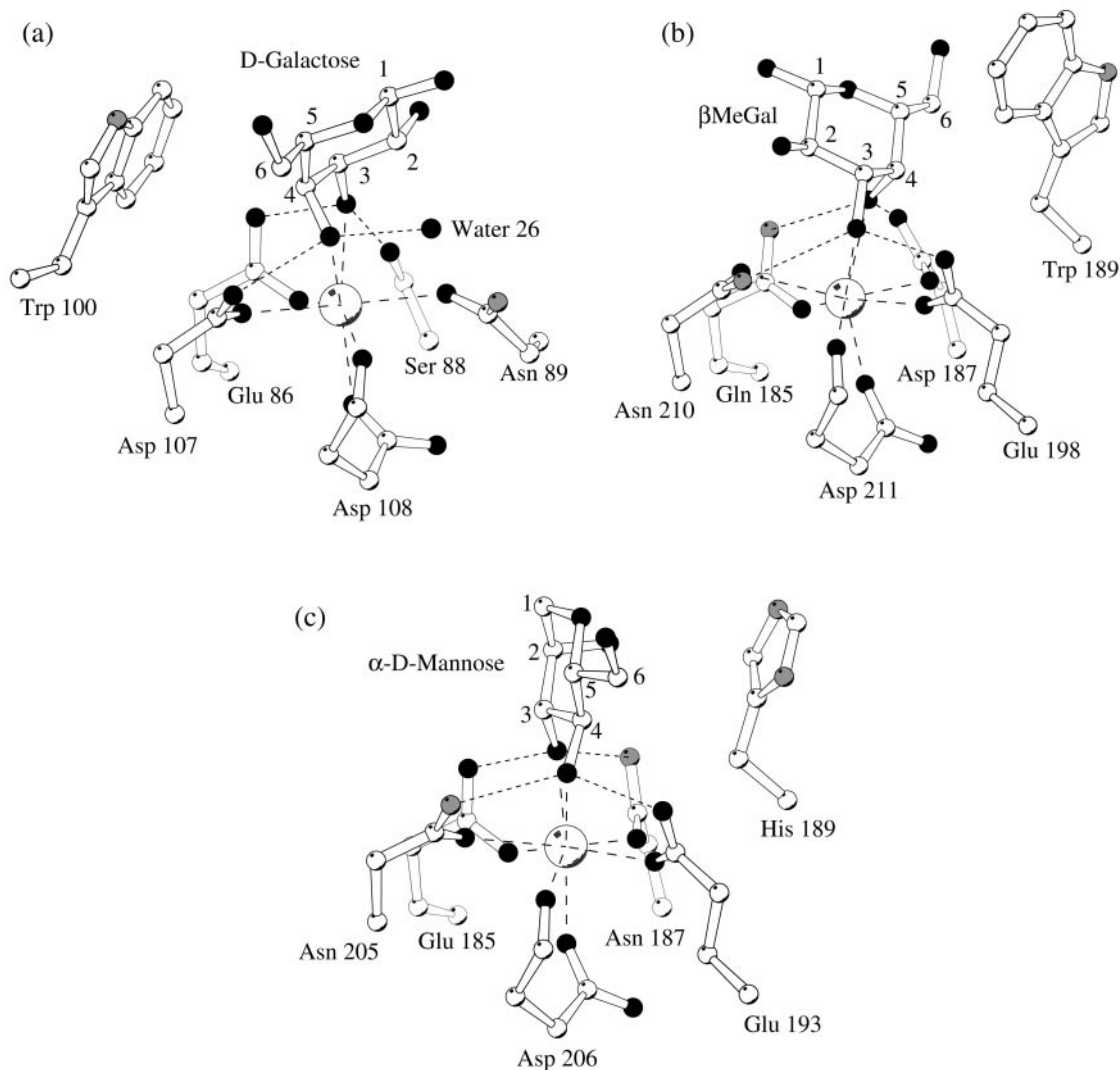 (a)
D-Galactose
1
5
2
6
3
4
Water 26
Trp 100
Ser 88
Asn 89
Glu 86
Asp 107
Asp 108
(b)
1
5
βMeGal
6
2
3
4
Trp 189
Asp 187
Asn 210
Gln 185
Glu 198
Asp 211
(c)
1
α-D-Mannose
2
6
5
3
4
His 189
Asn 205
Glu 185
Asn 187
Glu 193
Asp 206